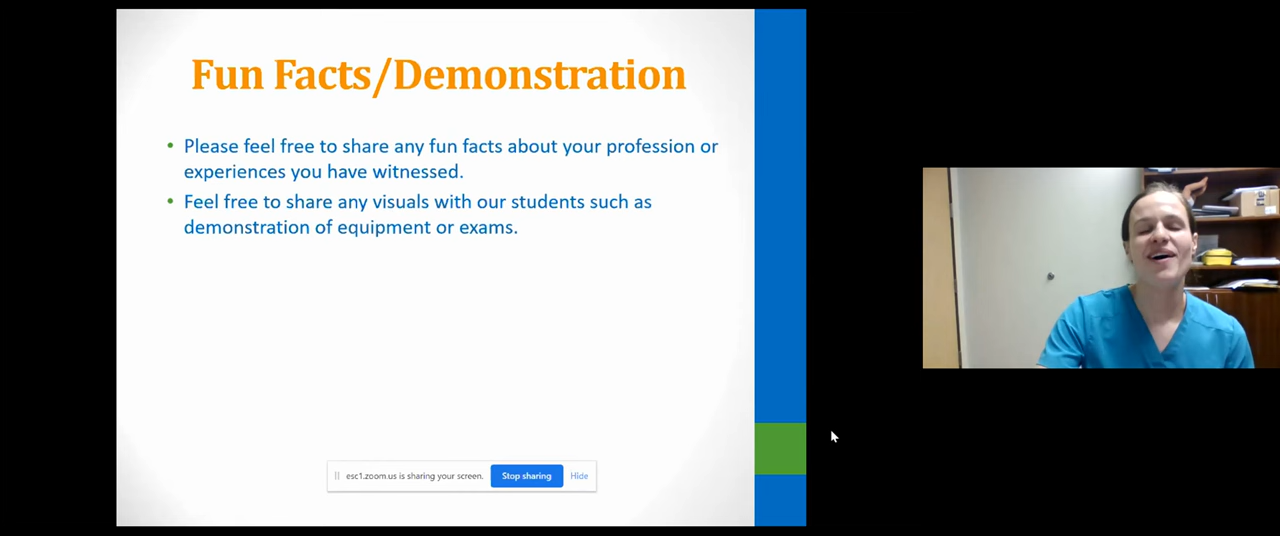 Fun Facts/Demonstration
• Please feel free to share any fun facts about your profession or
experiences you have witnessed.
• Feel free to share any visuals with our students such as
demonstration of equipment or exams.
esc1.zoom.us is sharing your screen. Stop sharing Hide